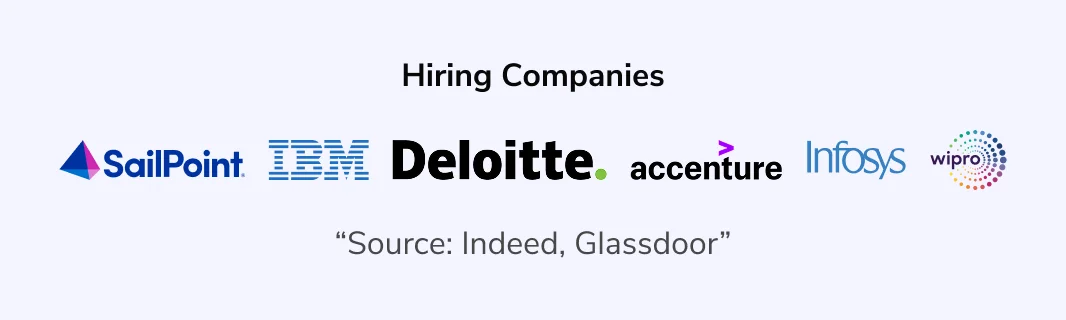 Hiring Companies
SailPoint IBM Deloitte. accenture Infosys wipro
“Source: Indeed, Glassdoor”